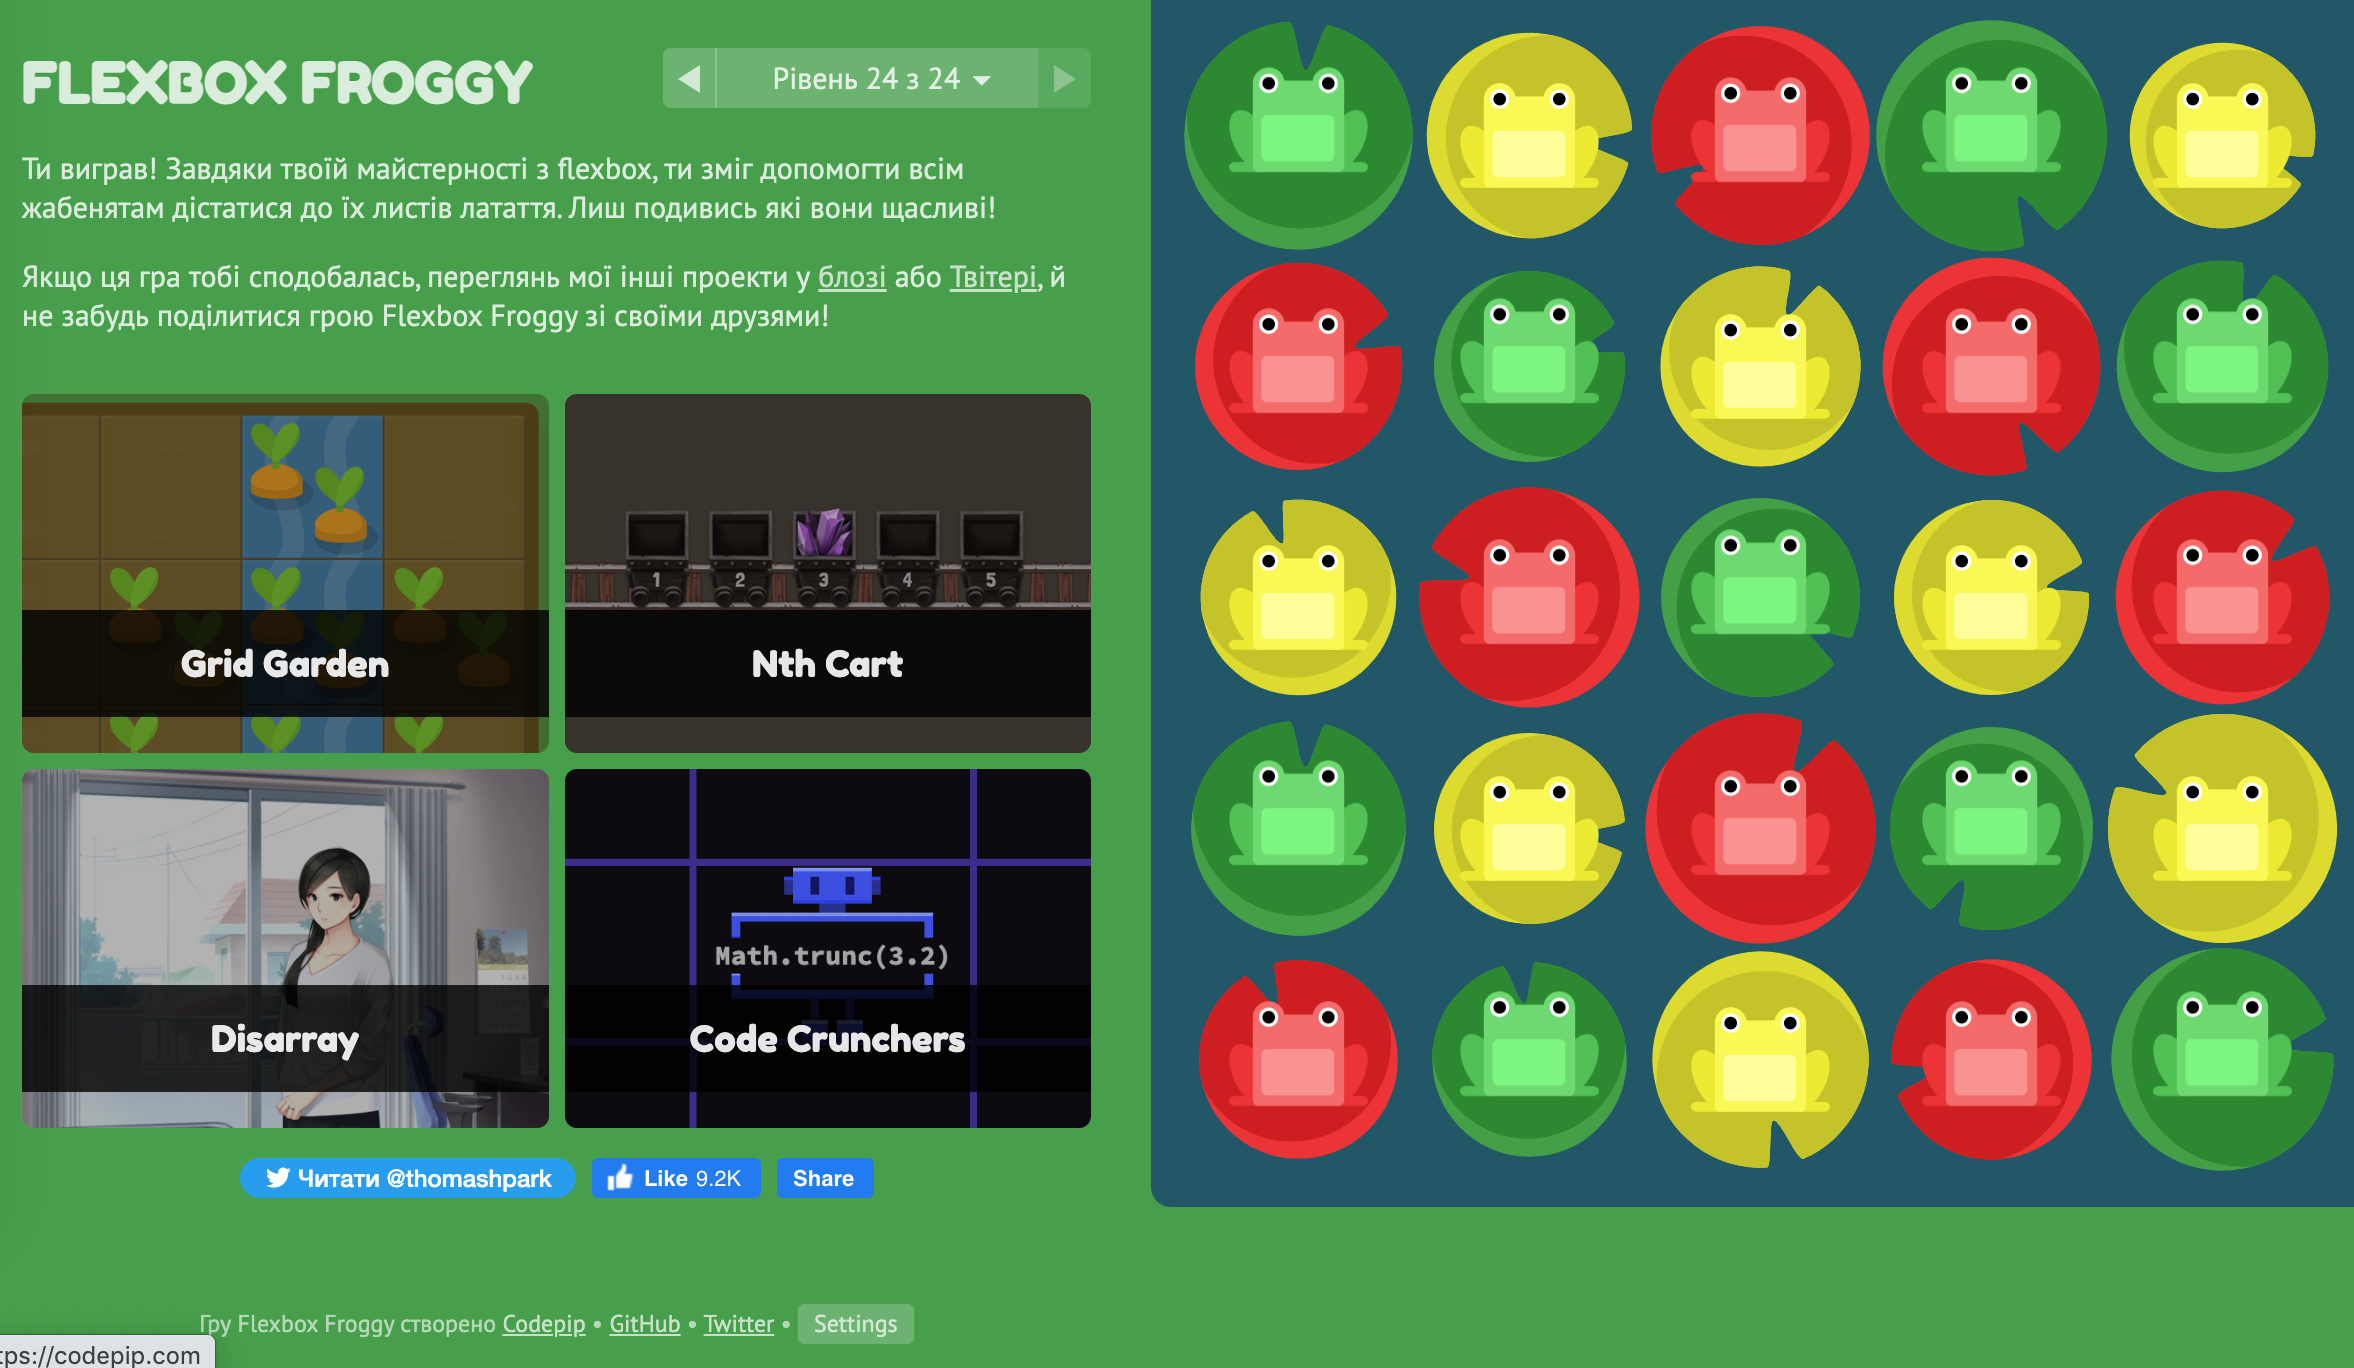 FLEXBOX FROGGY
Рівень 24 з 24
Ти виграв! Завдяки твоїй майстерності з flexbox, ти зміг допомогти всім
жабенятам дістатися до їх листів латаття. Лиш подивись які вони щасливі!
Якщо ця гра тобі сподобалась, переглянь мої інші проекти у блозі або Твітері, й
не забудь поділитися грою Flexbox Froggy зі своїми друзями!
1 2 3 4 5
Grid Garden
Nth Cart
Math.trunc(3.2)
Disarray
Code Crunchers
Читати @thomashpark
Like 9.2K
Share
Гру Flexbox Froggy створено Codepip • GitHub • Twitter • Settings
tps://codepip.com